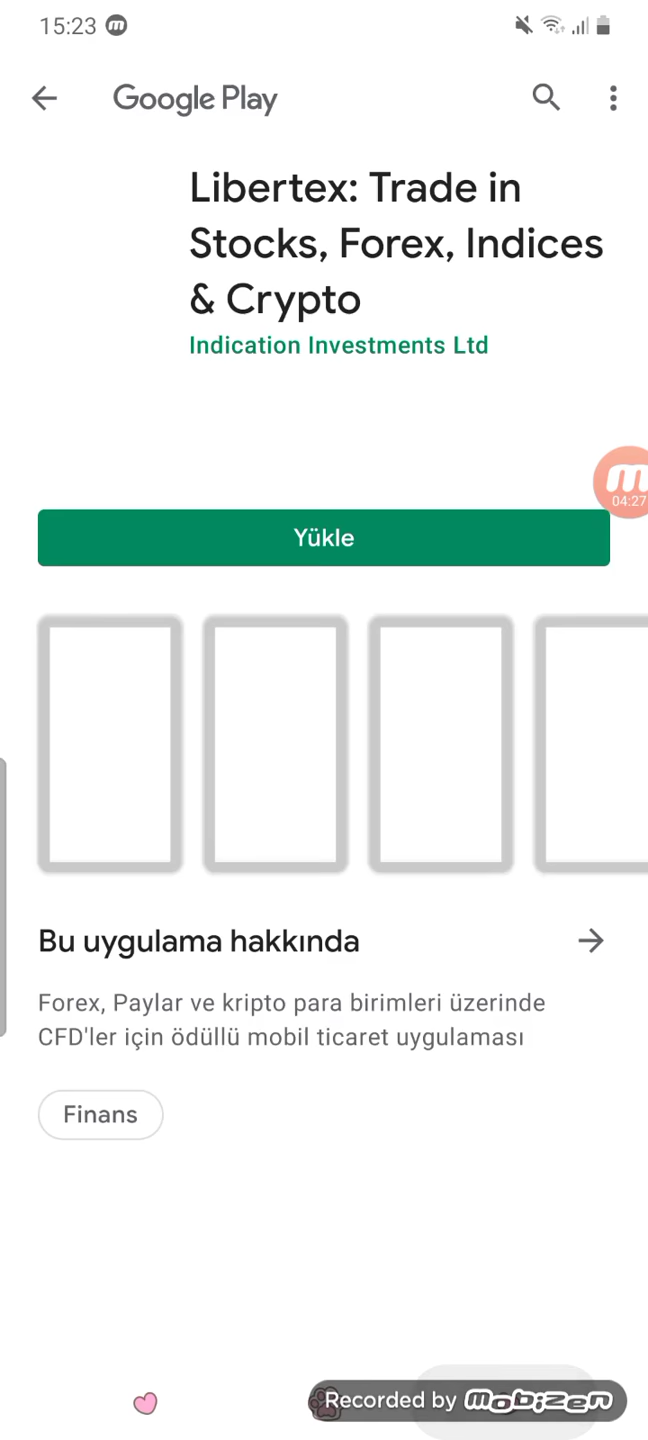 15:23 m
Google Play
Libertex: Trade in
Stocks, Forex, Indices
& Crypto
Indication Investments Ltd
m
04:27
Yükle
Bu uygulama hakkında
Forex, Paylar ve kripto para birimleri üzerinde
CFD'ler için ödüllü mobil ticaret uygulaması
Finans
Recorded by mobizen